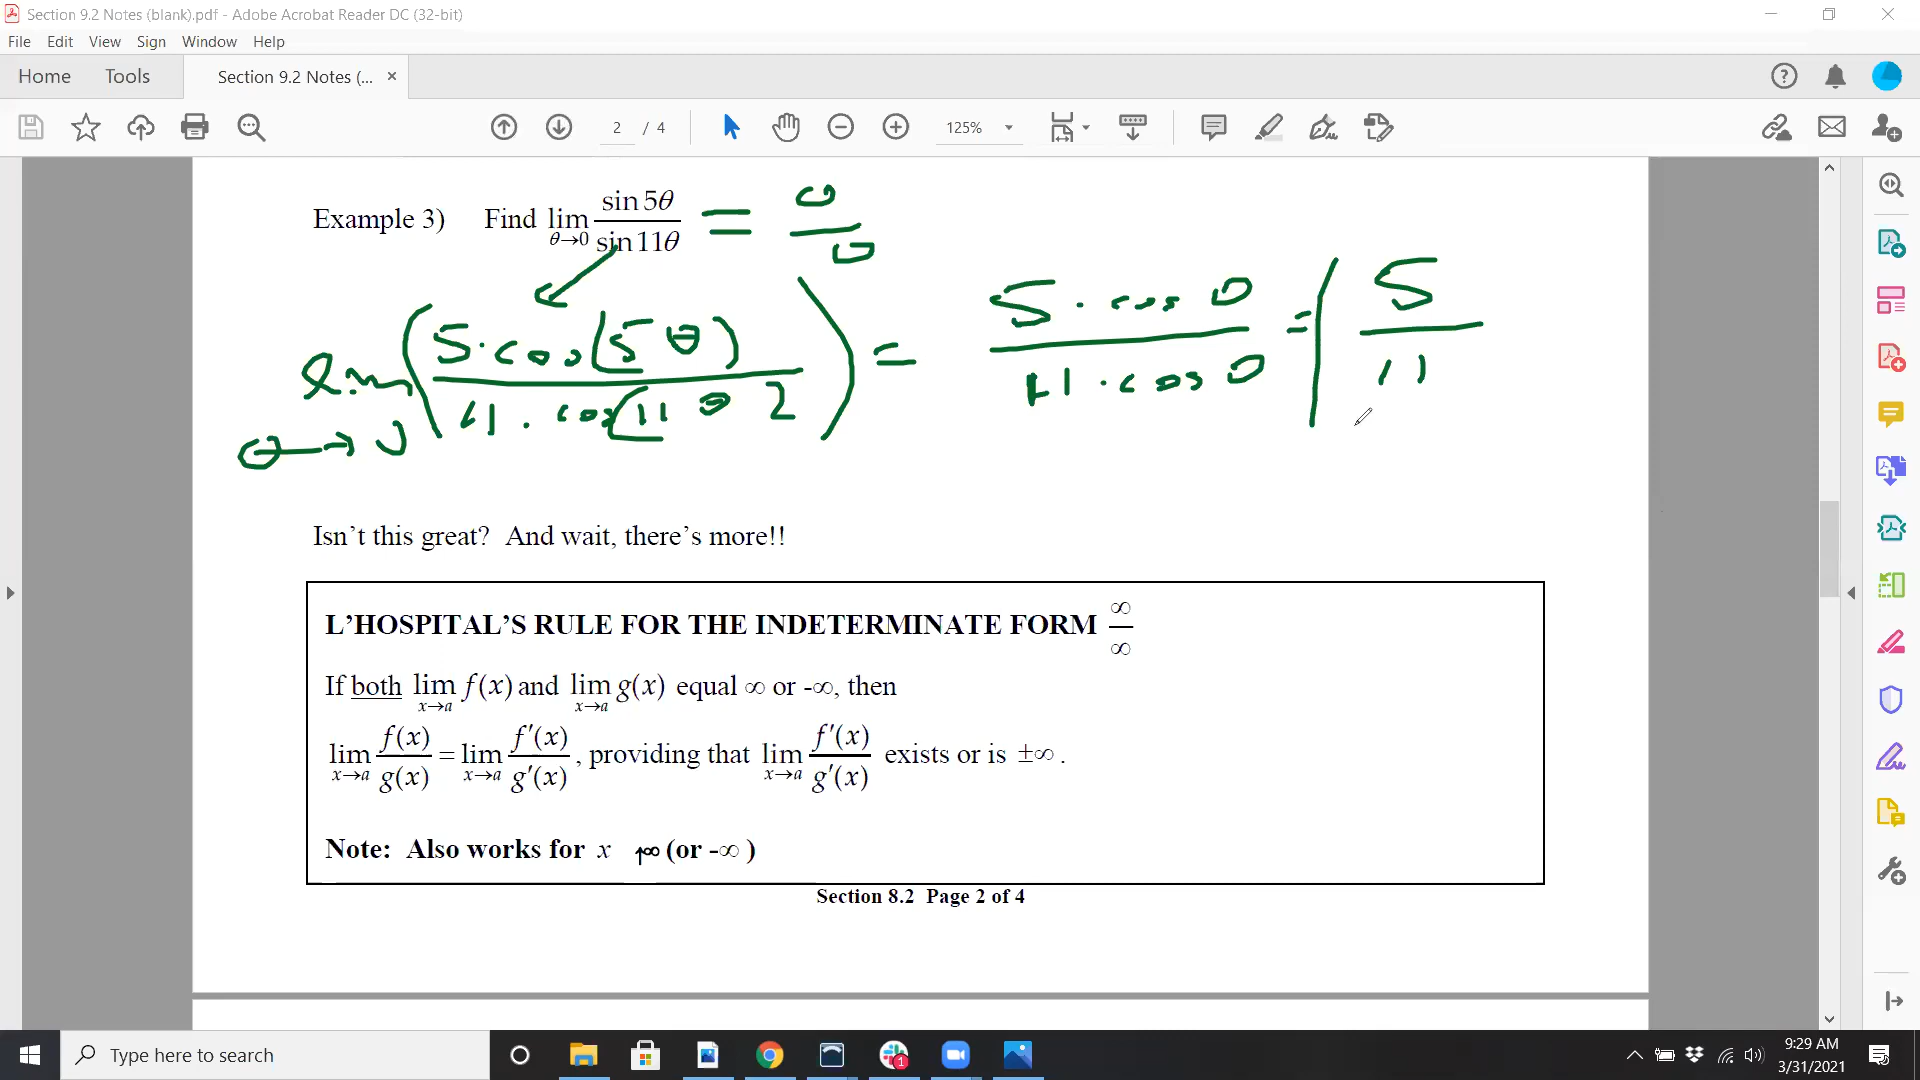 Section 9.2 Notes (blank).pdf - Adobe Acrobat Reader DC (32-bit)
File Edit View Sign Window Help
Home Tools Section 9.2 Notes (... ×
2 / 4 125%
Example 3) Find lim θ→0 sin 5θ / sin 11θ = 0/0
lim θ→0 ( 5·cos(5θ) / 11·cos(11θ) ) = 5·cos 0 / 11·cos 0 = 5/11
Isn't this great? And wait, there's more!!
L'HOSPITAL'S RULE FOR THE INDETERMINATE FORM ∞/∞
If both lim x→a f(x) and lim x→a g(x) equal ∞ or -∞, then
lim x→a f(x)/g(x) = lim x→a f′(x)/g′(x), providing that lim x→a f′(x)/g′(x) exists or is ±∞.
Note: Also works for x ∞ (or -∞ )
Section 8.2 Page 2 of 4
Type here to search
1
9:29 AM
3/31/2021